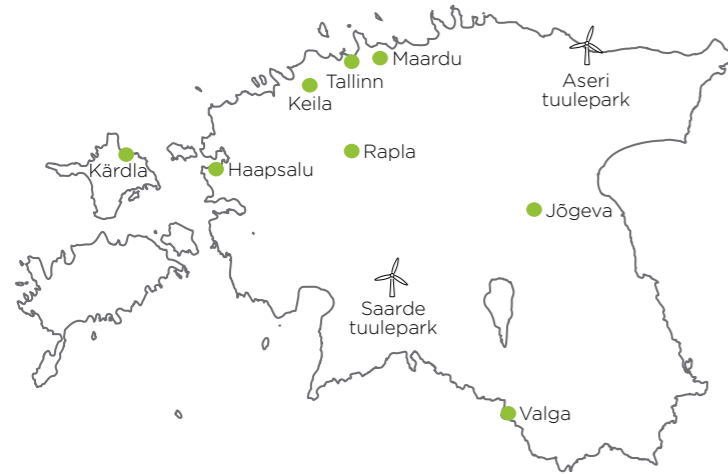 Maardu
Tallinn
Keila
Aseri
tuulepark
Rapla
Kärdla
Haapsalu
Jõgeva
Saarde
tuulepark
Valga